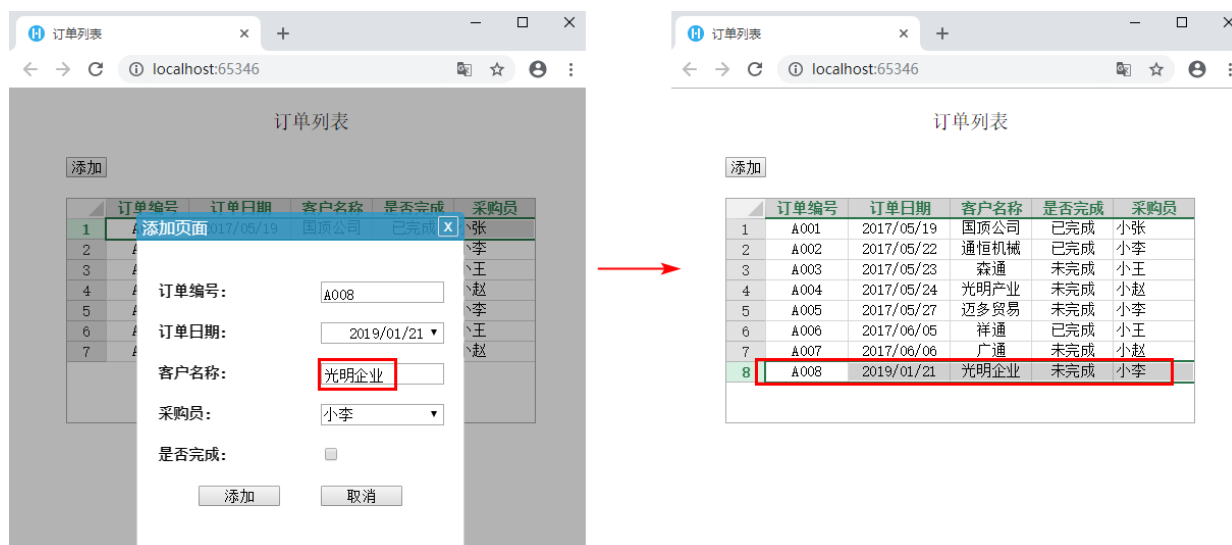 订单列表
localhost:65346
订单列表
添加
订单编号 订单日期 客户名称 是否完成 采购员
添加页面 X
1 2017/05/19 国顶公司 已完成 小张
2 小李
3 小王
4 小赵
5 小李
6 小王
7 小赵
订单编号: A008
订单日期: 2019/01/21
客户名称: 光明企业
采购员: 小李
是否完成:
添加 取消
订单列表
localhost:65346
订单列表
添加
订单编号 订单日期 客户名称 是否完成 采购员
1 A001 2017/05/19 国顶公司 已完成 小张
2 A002 2017/05/22 通恒机械 已完成 小李
3 A003 2017/05/23 森通 未完成 小王
4 A004 2017/05/24 光明产业 未完成 小赵
5 A005 2017/05/27 迈多贸易 未完成 小李
6 A006 2017/06/05 祥通 已完成 小王
7 A007 2017/06/06 广通 未完成 小赵
8 A008 2019/01/21 光明企业 未完成 小李